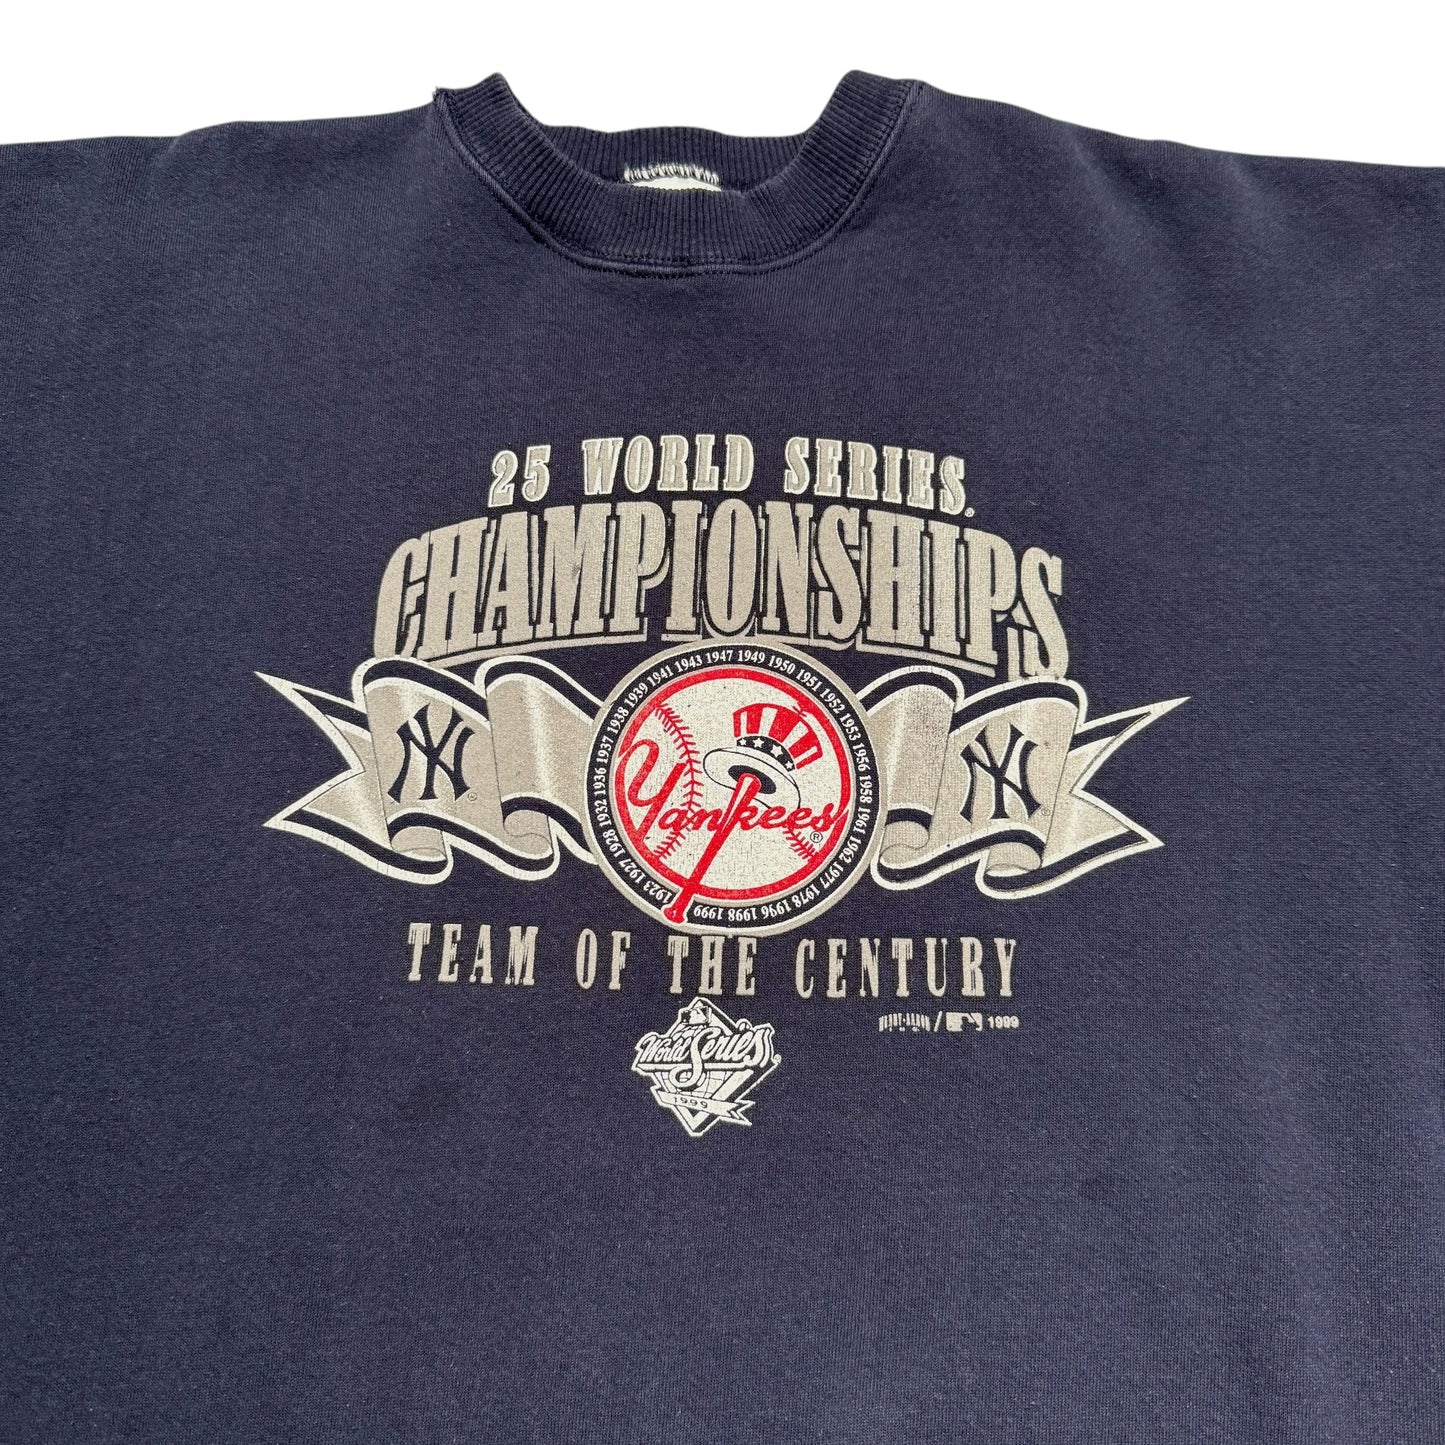 25 WORLD SERIES®
CHAMPIONSHIPS
1923 1927 1928 1932 1936 1937 1938 1939 1941 1943 1947 1949 1950 1951 1952 1953 1956 1958 1961 1962 1977 1978 1996 1998 1999
NY
Yankees®
NY
TEAM OF THE CENTURY
/ 1999
World Series
1999